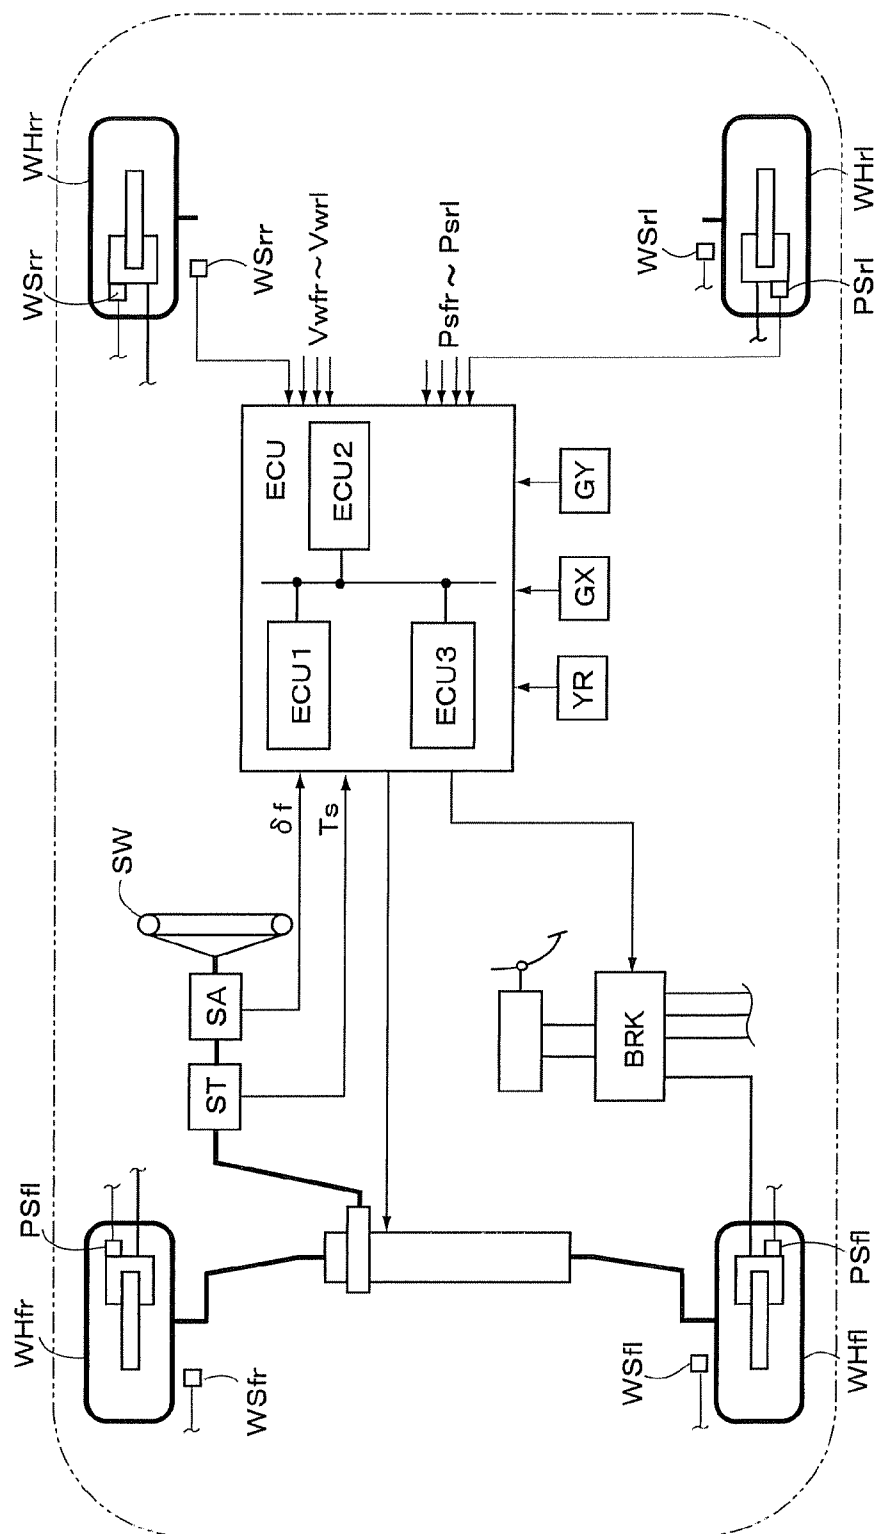 WHrr
WSrr
WSrr
Vwfr~Vwrl
Psfr~Psrl
WSrl
WHrl
PSrl
ECU
ECU2
ECU1
ECU3
GY
GX
YR
δf
Ts
SW
SA
ST
BRK
PSfl
WHfr
WSfr
WSfl
PSfl
WHfl